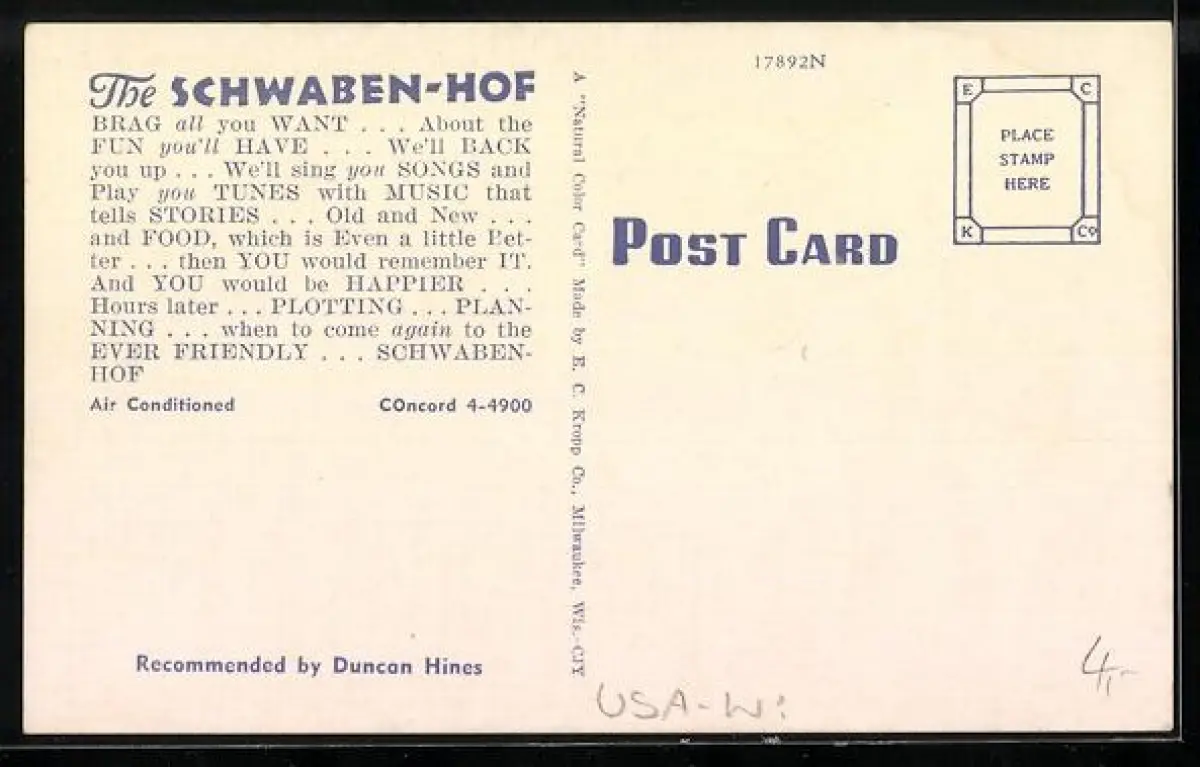 The SCHWABEN-HOF
BRAG all you WANT . . . About the
FUN you'll HAVE . . . We'll BACK
you up . . . We'll sing you SONGS and
Play you TUNES with MUSIC that
tells STORIES . . . Old and New . . .
and FOOD, which is Even a little Bet-
ter . . . then YOU would remember IT.
And YOU would be HAPPIER . . .
Hours later . . . PLOTTING . . . PLAN-
NING . . . when to come again to the
EVER FRIENDLY . . . SCHWABEN-
HOF
Air Conditioned COncord 4-4900
Recommended by Duncan Hines
A "Natural Color Card" Made by E. C. Kropp Co., Milwaukee, Wis.-CJY
17892N
E C
PLACE
STAMP
HERE
K Co
POST CARD
USA-Wi
4,-